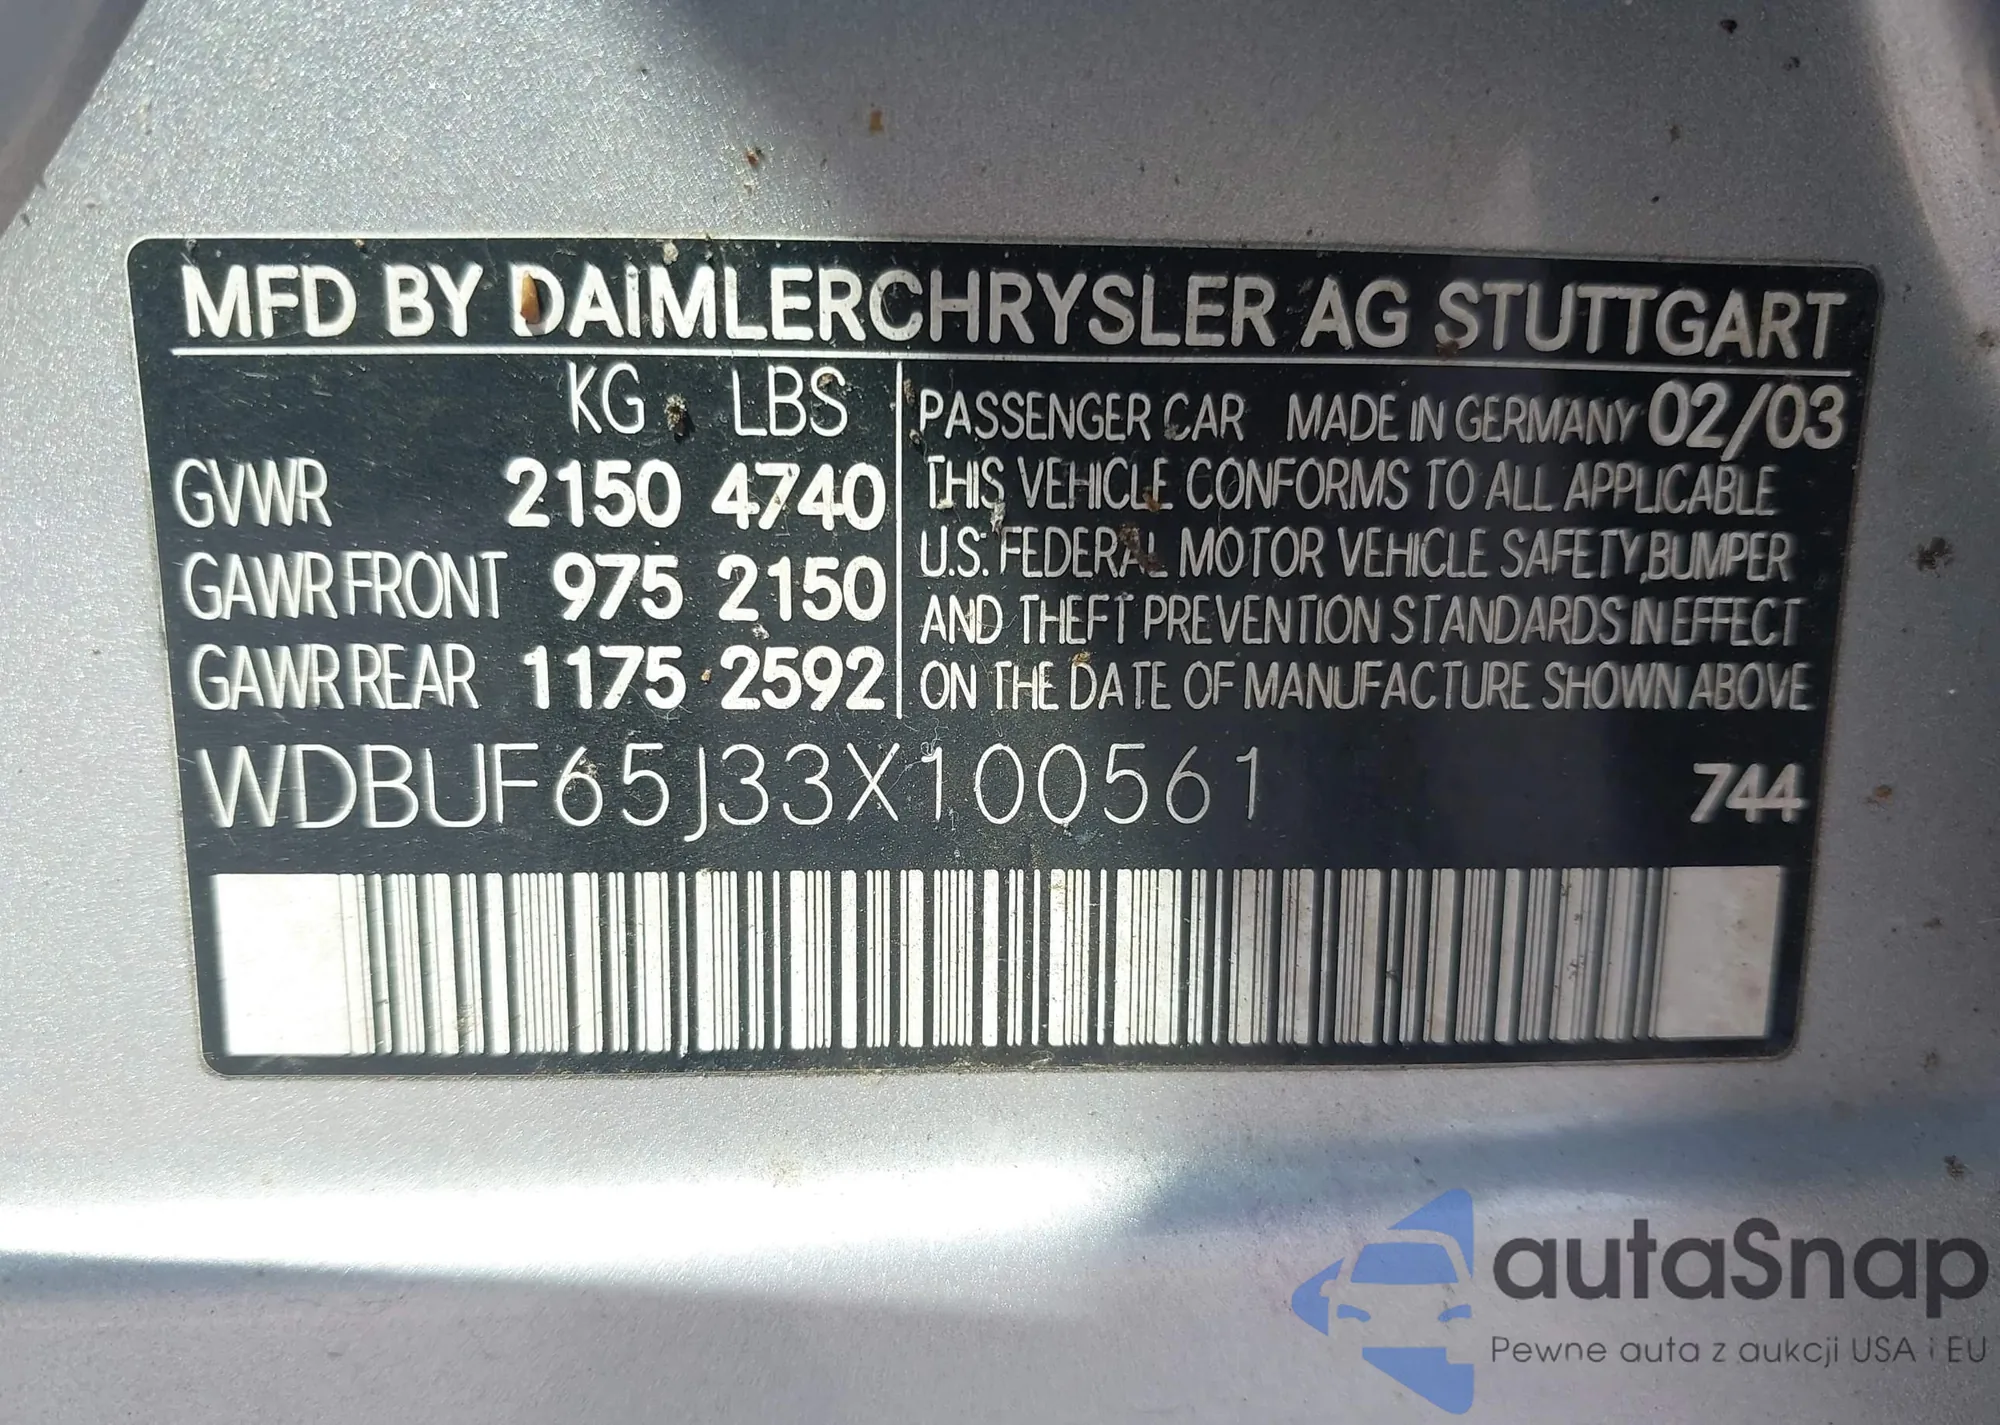 MFD BY DAIMLERCHRYSLER AG STUTTGART
KG LBS
GVWR 2150 4740
GAWR FRONT 975 2150
GAWR REAR 1175 2592
PASSENGER CAR MADE IN GERMANY 02/03
THIS VEHICLE CONFORMS TO ALL APPLICABLE
U.S. FEDERAL MOTOR VEHICLE SAFETY, BUMPER
AND THEFT PREVENTION STANDARDS IN EFFECT
ON THE DATE OF MANUFACTURE SHOWN ABOVE
WDBUF65J33X100561 744
autaSnap
Pewne auta z aukcji USA i EU